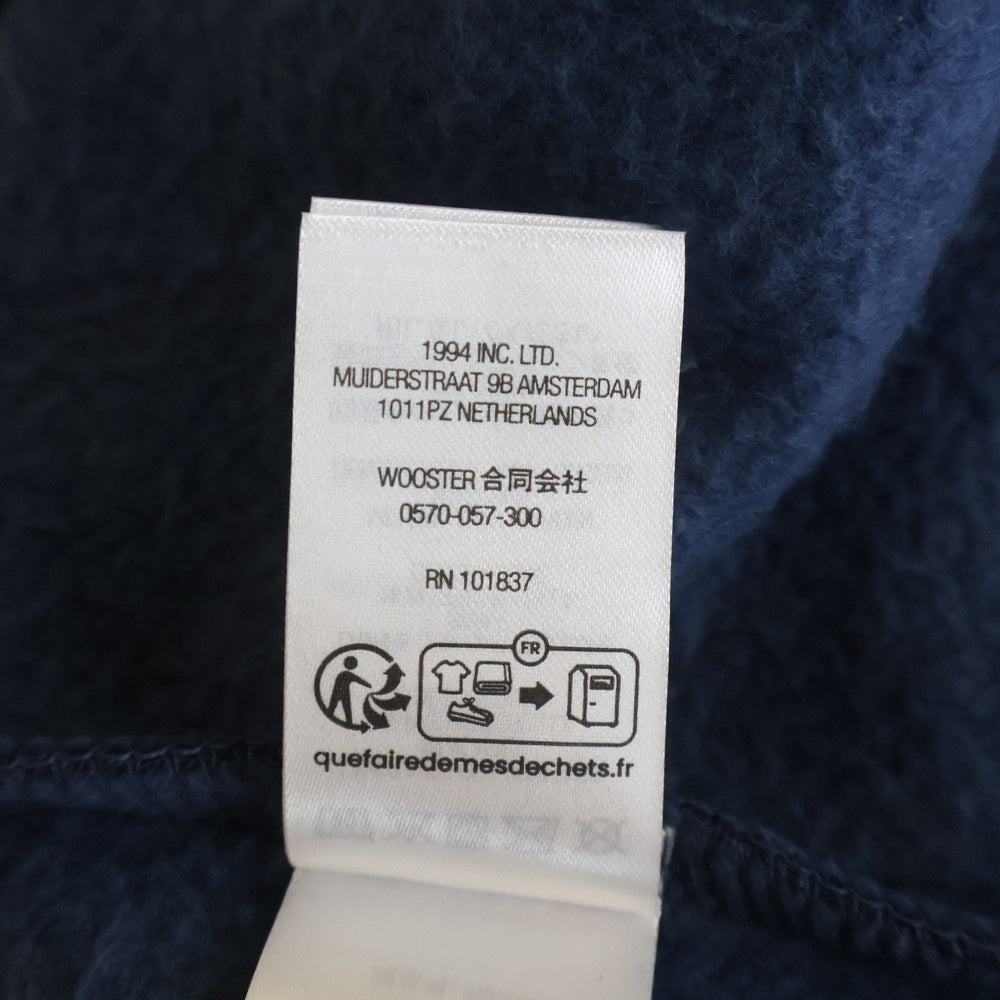 1994 INC. LTD.
MUIDERSTRAAT 9B AMSTERDAM
1011PZ NETHERLANDS
WOOSTER 合同会社
0570-057-300
RN 101837
FR
quefairedemesdechets.fr